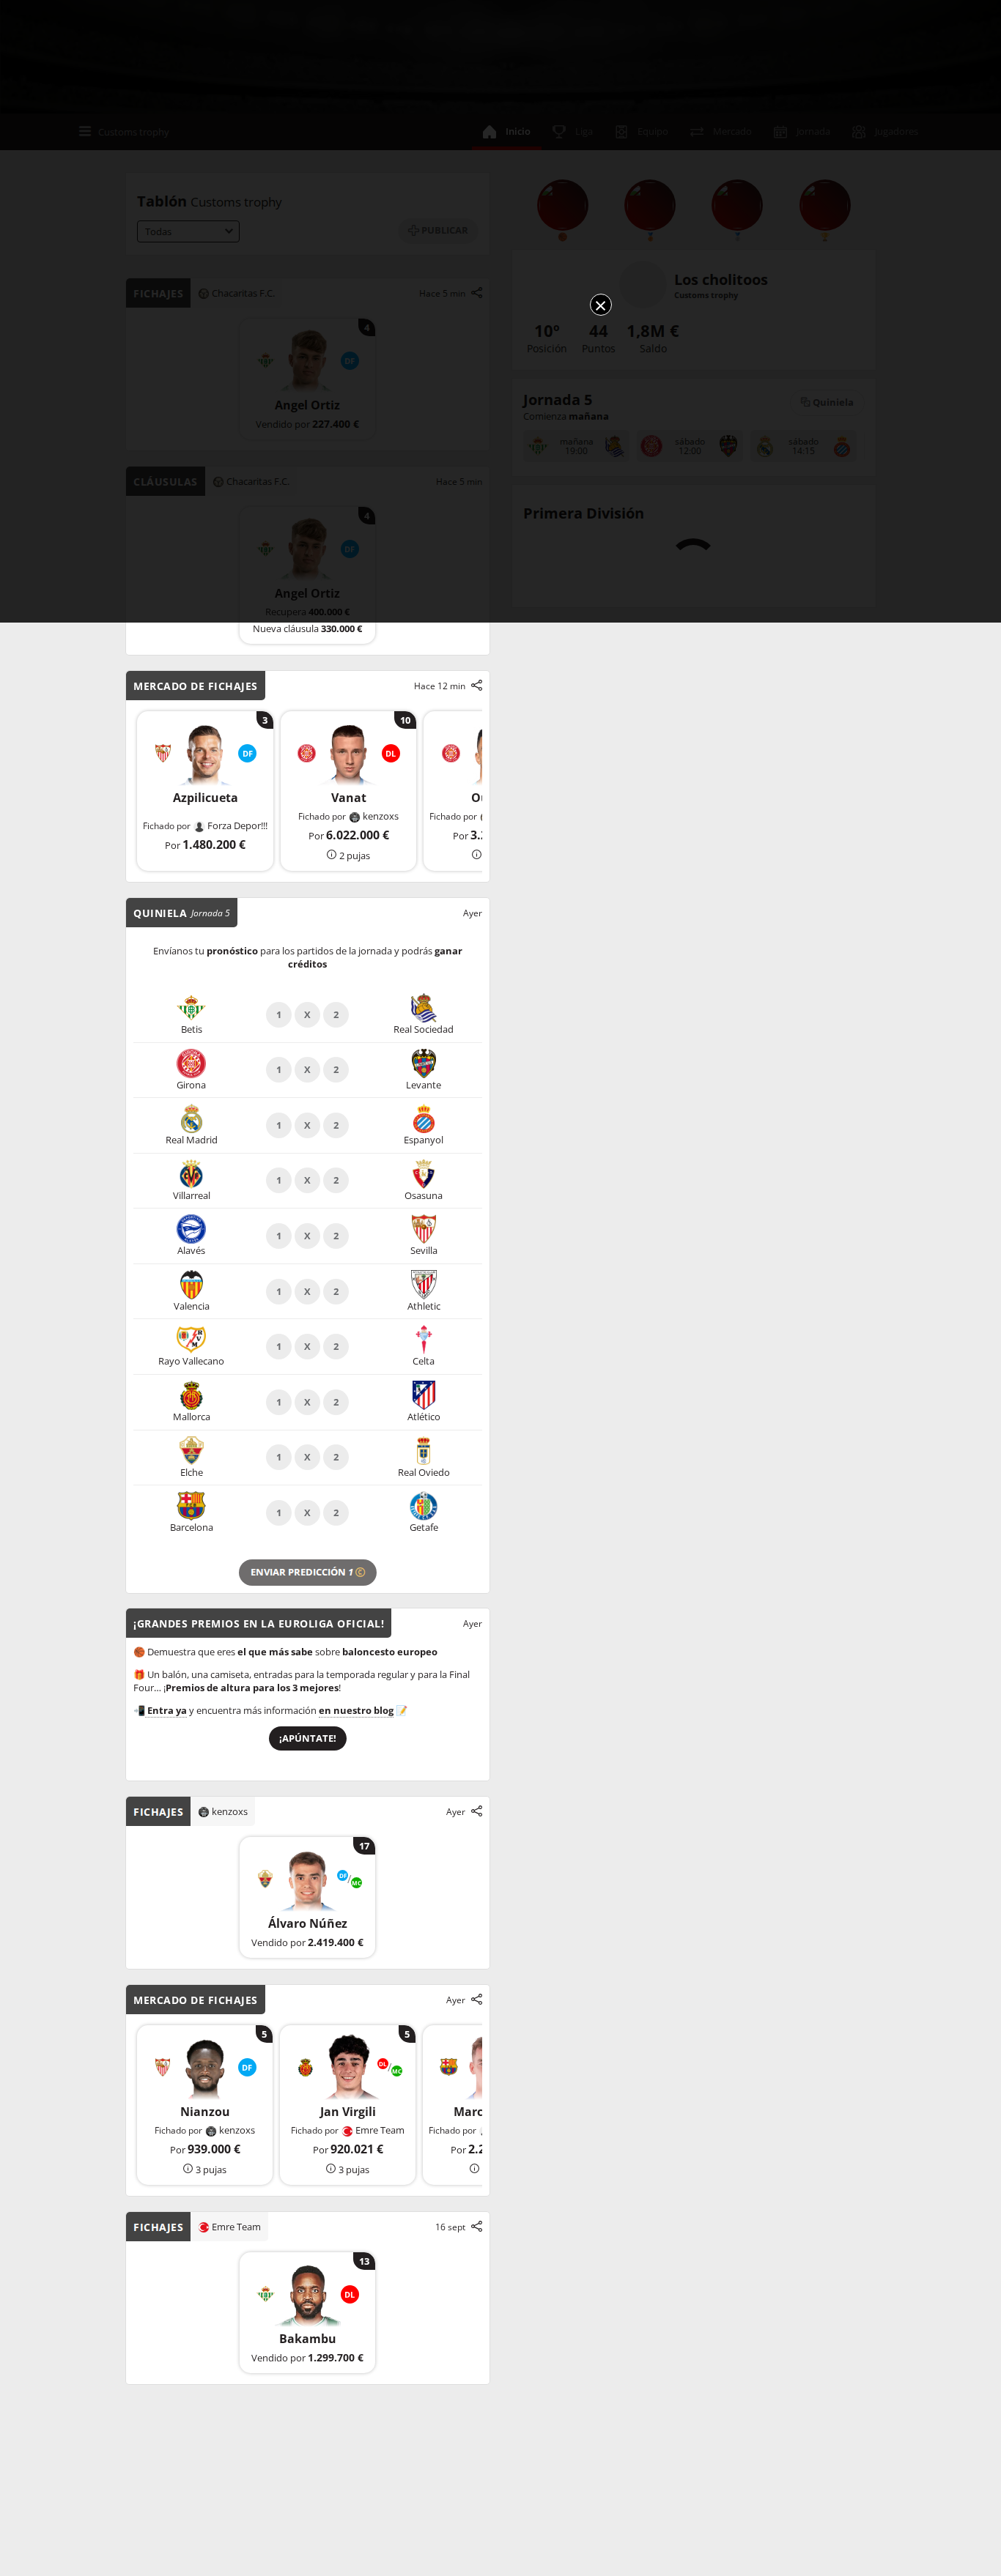 Customs trophy
Inicio
Liga
Equipo
Mercado
Jornada
Jugadores
Tablón Customs trophy
Todas
PUBLICAR
FICHAJES
Chacaritas F.C.
Hace 5 min
4
DF
Angel Ortiz
Vendido por 227.400 €
CLÁUSULAS
Chacaritas F.C.
Hace 5 min
4
DF
Angel Ortiz
Recupera 400.000 €
Nueva cláusula 330.000 €
Los cholitoos
Customs trophy
10º 44 1,8M €
Posición Puntos Saldo
Jornada 5
Quiniela
Comienza mañana
mañana
19:00
sábado
12:00
sábado
14:15
Primera División
MERCADO DE FICHAJES
Hace 12 min
3
DF
Azpilicueta
Fichado por Forza Depor!!!
Por 1.480.200 €
10
DL
Vanat
Fichado por kenzoxs
Por 6.022.000 €
2 pujas
Fichado por
Por 3.
QUINIELA Jornada 5
Ayer
Envíanos tu pronóstico para los partidos de la jornada y podrás ganar
créditos
Betis 1 X 2 Real Sociedad
Girona 1 X 2 Levante
Real Madrid 1 X 2 Espanyol
Villarreal 1 X 2 Osasuna
Alavés 1 X 2 Sevilla
Valencia 1 X 2 Athletic
Rayo Vallecano 1 X 2 Celta
Mallorca 1 X 2 Atlético
Elche 1 X 2 Real Oviedo
Barcelona 1 X 2 Getafe
ENVIAR PREDICCIÓN 1
¡GRANDES PREMIOS EN LA EUROLIGA OFICIAL!
Ayer
🏀 Demuestra que eres el que más sabe sobre baloncesto europeo
🎁 Un balón, una camiseta, entradas para la temporada regular y para la Final
Four... ¡Premios de altura para los 3 mejores!
📲 Entra ya y encuentra más información en nuestro blog 📝
¡APÚNTATE!
FICHAJES
kenzoxs
Ayer
17
DF/MC
Álvaro Núñez
Vendido por 2.419.400 €
MERCADO DE FICHAJES
Ayer
5
DF
Nianzou
Fichado por kenzoxs
Por 939.000 €
3 pujas
5
DL/MC
Jan Virgili
Fichado por Emre Team
Por 920.021 €
3 pujas
Marc
Fichado por
Por 2.2
FICHAJES
Emre Team
16 sept
13
DL
Bakambu
Vendido por 1.299.700 €